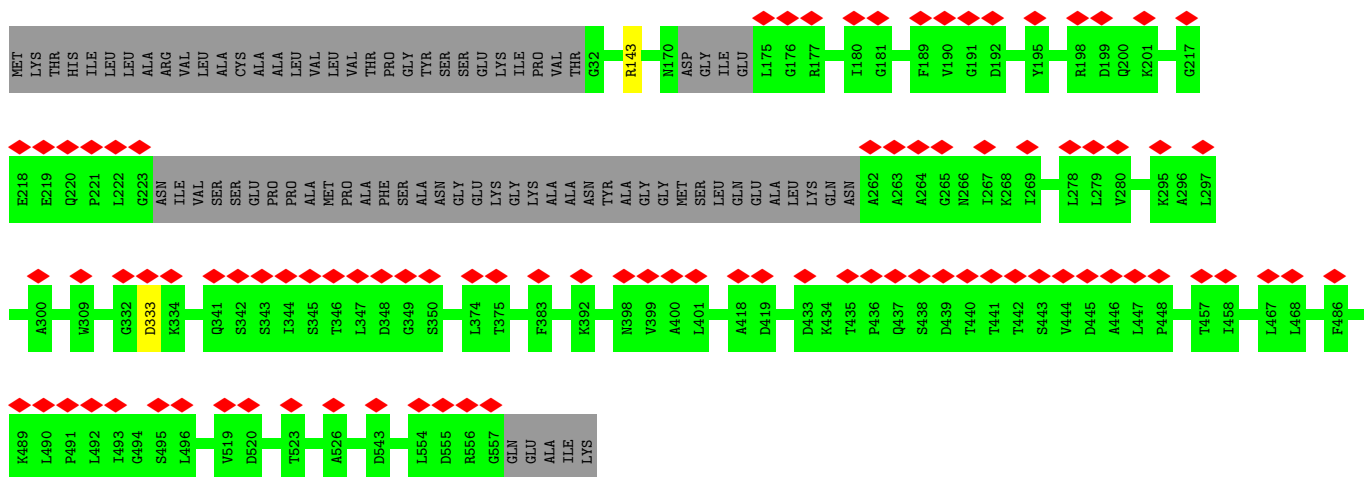 MET LYS THR HIS ILE LEU LEU ALA ARG VAL LEU ALA CYS ALA ALA LEU VAL LEU VAL THR PRO GLY TYR SER SER GLU LYS ILE PRO VAL THR G32 R143 N170 ASP GLY ILE GLU L175 G176 R177 I180 G181 F189 V190 G191 D192 Y195 R198 D199 Q200 K201 G217
E218 E219 Q220 P221 L222 G223 ASN ILE VAL SER SER GLU PRO PRO ALA MET PRO ALA PHE SER ALA ASN GLY GLU LYS GLY LYS ALA ALA ASN TYR ALA GLY GLY MET SER LEU GLN GLU ALA LEU LYS GLN ASN A262 A263 A264 G265 N266 I267 K268 I269 L278 L279 V280 K295 A296 L297
A300 W309 G332 D333 K334 Q341 S342 S343 I344 S345 T346 L347 D348 G349 S350 L374 T375 F383 K392 N398 V399 A400 L401 A418 D419 D433 K434 T435 P436 Q437 S438 D439 T440 T441 T442 S443 V444 D445 A446 L447 P448 T457 I458 L467 L468 F486
K489 L490 P491 L492 I493 G494 S495 L496 V519 D520 T523 A526 D543 L554 D555 R556 G557 GLN GLU ALA ILE LYS